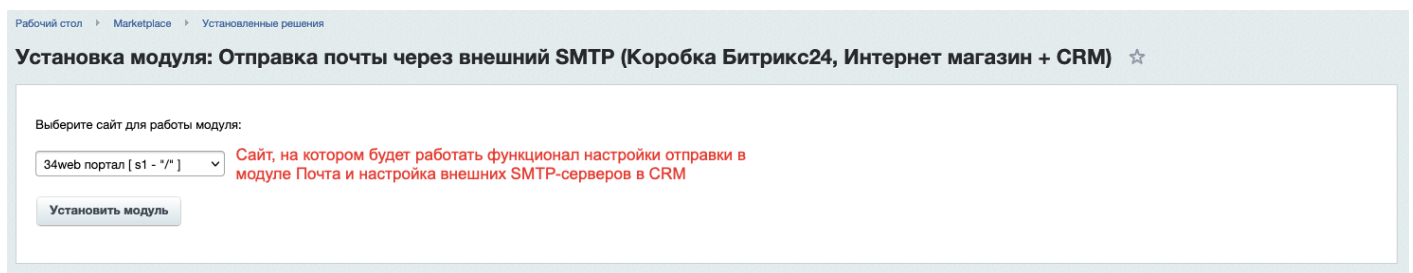 Рабочий стол Marketplace Установленные решения
Установка модуля: Отправка почты через внешний SMTP (Коробка Битрикс24, Интернет магазин + CRM)
Выберите сайт для работы модуля:
34web портал [ s1 - "/" ]
Сайт, на котором будет работать функционал настройки отправки в
модуле Почта и настройка внешних SMTP-серверов в CRM
Установить модуль